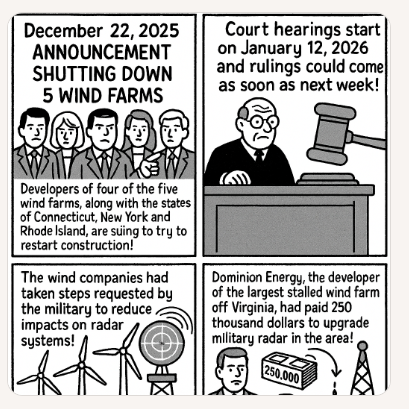 December 22, 2025
ANNOUNCEMENT
SHUTTING DOWN
5 WIND FARMS
Developers of four of the five
wind farms, along with the states
of Connecticut, New York and
Rhode Island, are suing to try to
restart construction!
Court hearings start
on January 12, 2026
and rulings could come
as soon as next week!
The wind companies had
taken steps requested by
the military to reduce
impacts on radar
systems!
Dominion Energy, the developer
of the largest stalled wind farm
off Virginia, had paid 250
thousand dollars to upgrade
military radar in the area!
250.000